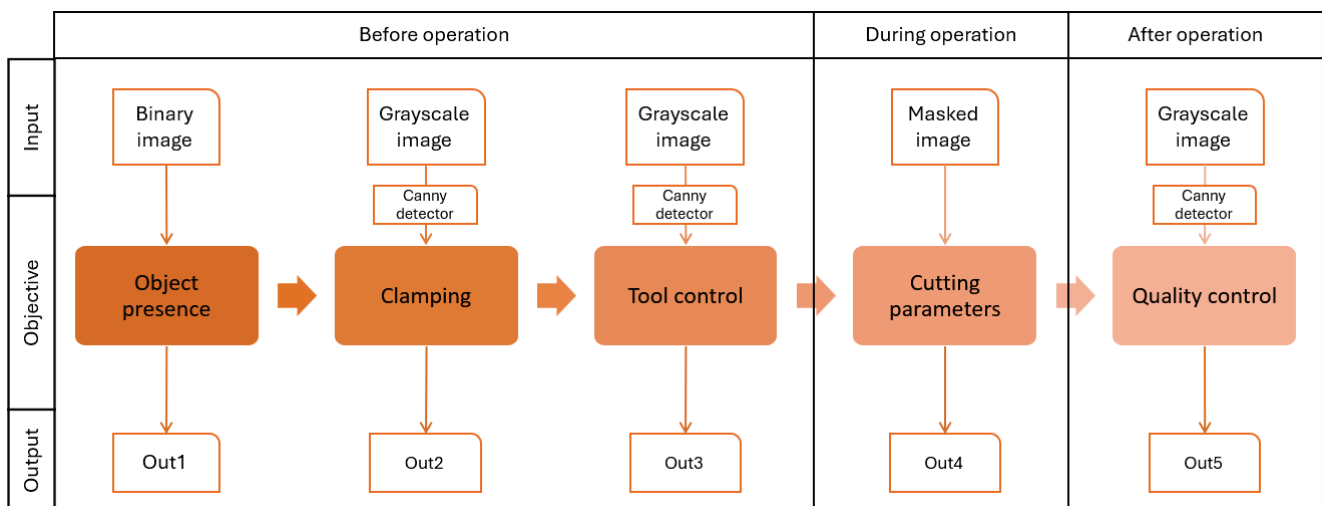 Before operation
During operation
After operation
Input
Binary
image
Grayscale
image
Grayscale
image
Masked
image
Grayscale
image
Canny
detector
Canny
detector
Canny
detector
Objective
Object
presence
Clamping
Tool control
Cutting
parameters
Quality control
Output
Out1
Out2
Out3
Out4
Out5